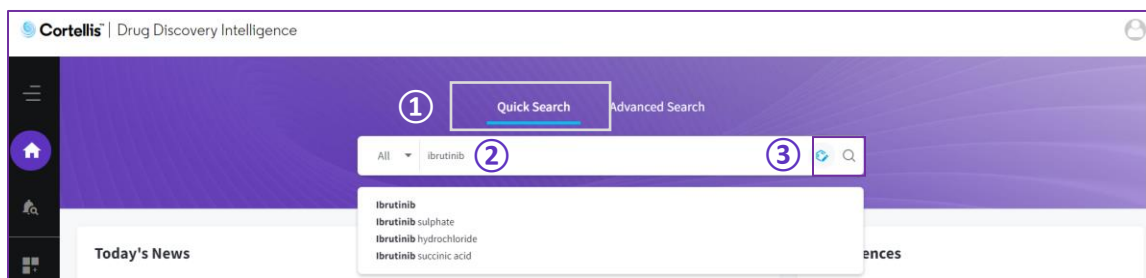 Cortellis™ | Drug Discovery Intelligence
① Quick Search Advanced Search
All ibrutinib ② ③
Ibrutinib
Ibrutinib sulphate
Ibrutinib hydrochloride
Ibrutinib succinic acid
Today's News ences